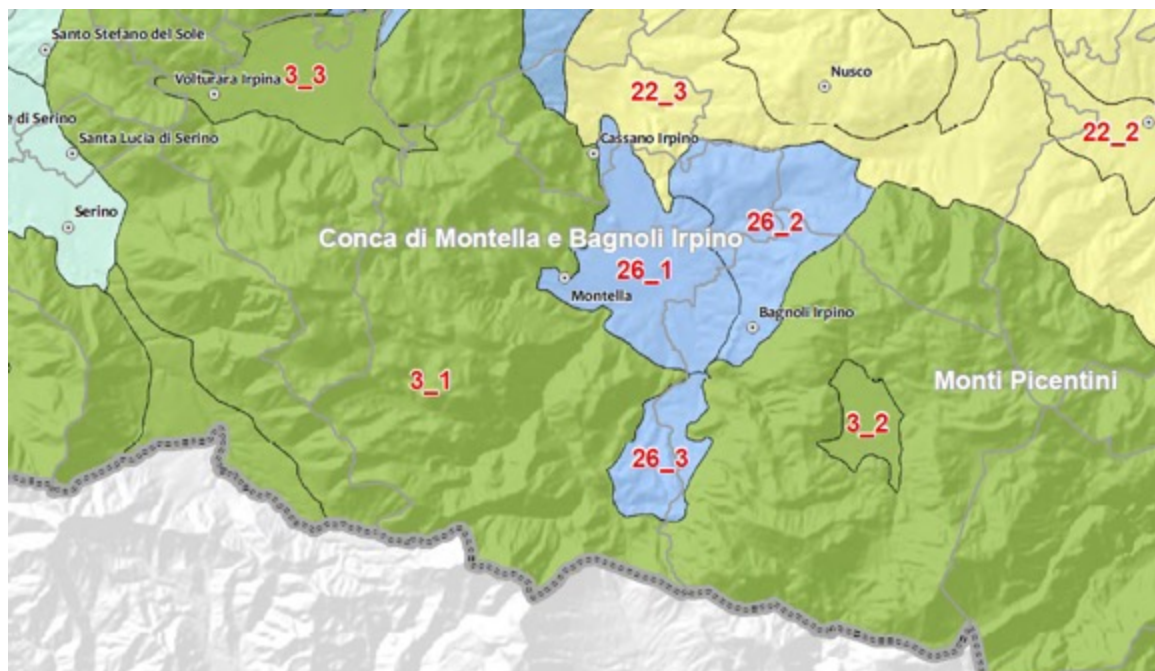 Santo Stefano del Sole
Volturara Irpina
3_3
22_3
Nusco
22_2
e di Serino
Santa Lucia di Serino
Cassano Irpino
Serino
Conca di Montella e Bagnoli Irpino
26_2
26_1
Montella
Bagnoli Irpino
3_1
Monti Picentini
3_2
26_3